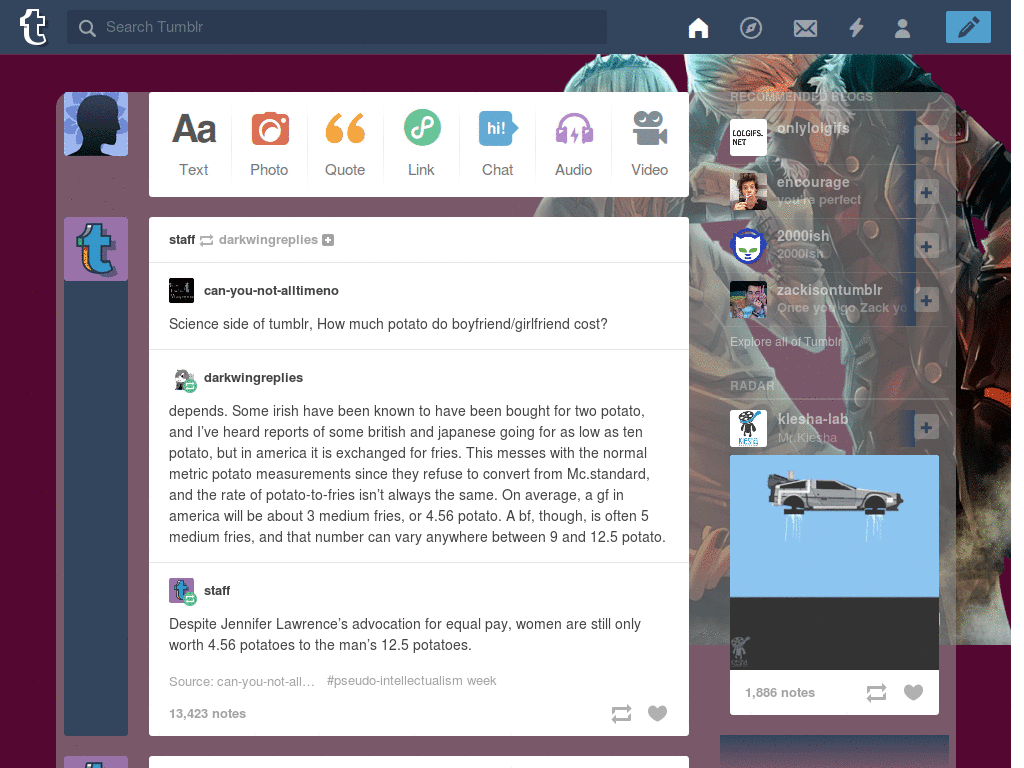 Search Tumblr
Aa
hi!
Text
Photo
Quote
Link
Chat
Audio
Video
staff darkwingreplies
can-you-not-alltimeno
Science side of tumblr, How much potato do boyfriend/girlfriend cost?
darkwingreplies
depends. Some irish have been known to have been bought for two potato,
and I’ve heard reports of some british and japanese going for as low as ten
potato, but in america it is exchanged for fries. This messes with the normal
metric potato measurements since they refuse to convert from Mc.standard,
and the rate of potato-to-fries isn’t always the same. On average, a gf in
america will be about 3 medium fries, or 4.56 potato. A bf, though, is often 5
medium fries, and that number can vary anywhere between 9 and 12.5 potato.
staff
Despite Jennifer Lawrence’s advocation for equal pay, women are still only
worth 4.56 potatoes to the man’s 12.5 potatoes.
Source: can-you-not-all… #pseudo-intellectualism week
13,423 notes
RECOMMENDED BLOGS
LOLGIFS.
NET
onlylolgifs
encourage
you're perfect
2000ish
2000ish
zackisontumblr
Once you go Zack yo
Explore all of Tumblr
RADAR
klesha-lab
Mr.Klesha
1,886 notes